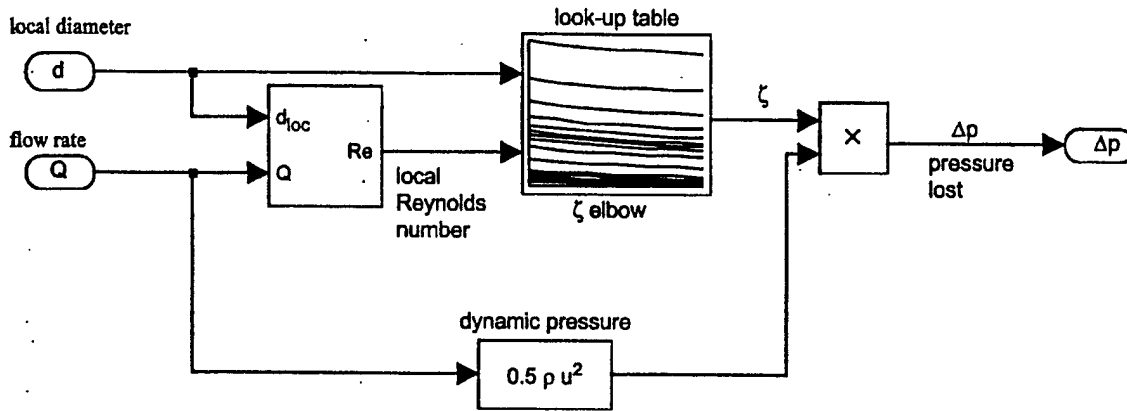 local diameter
d
flow rate
Q
d_loc
Q
Re
local
Reynolds
number
look-up table
ζ elbow
ζ
×
Δp
pressure
lost
Δp
dynamic pressure
0.5 ρ u²